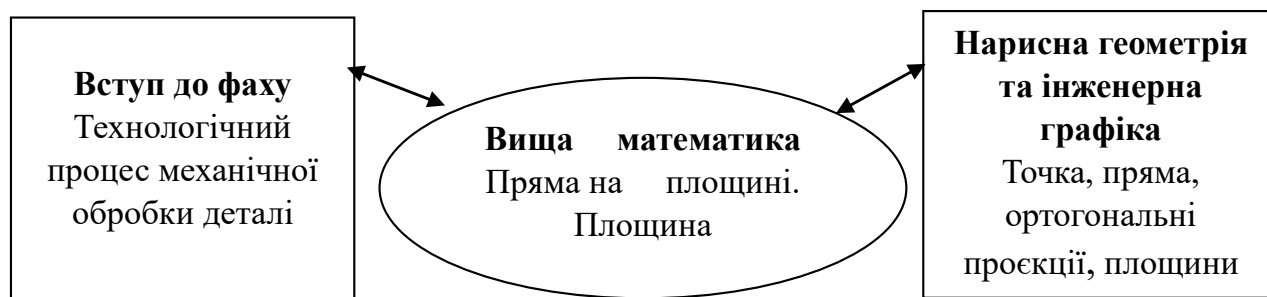 Вступ до фаху
Технологічний
процес механічної
обробки деталі
Вища математика
Пряма на площині.
Площина
Нарисна геометрія
та інженерна
графіка
Точка, пряма,
ортогональні
проєкції, площини